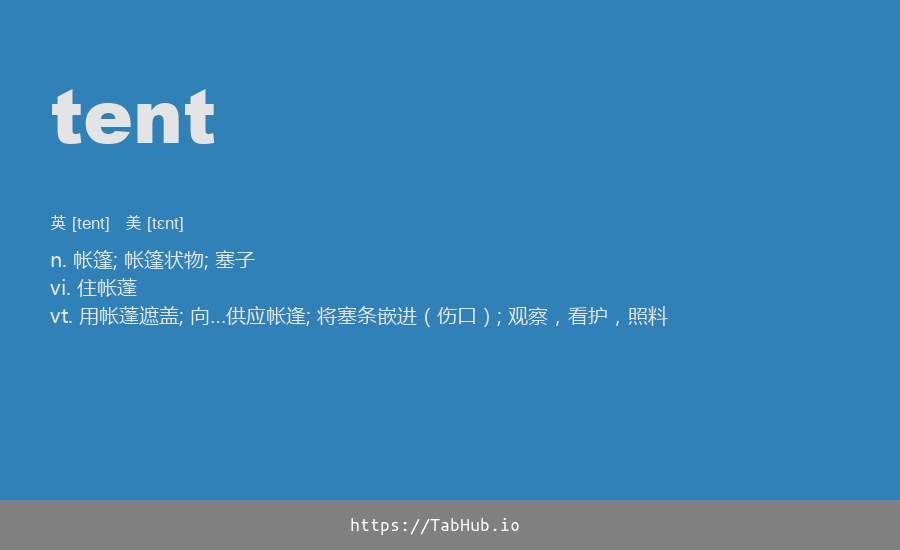 tent
英 [tent] 美 [tɛnt]
n. 帐篷; 帐篷状物; 塞子
vi. 住帐蓬
vt. 用帐蓬遮盖; 向…供应帐逢; 将塞条嵌进（伤口）; 观察，看护，照料
https://TabHub.io